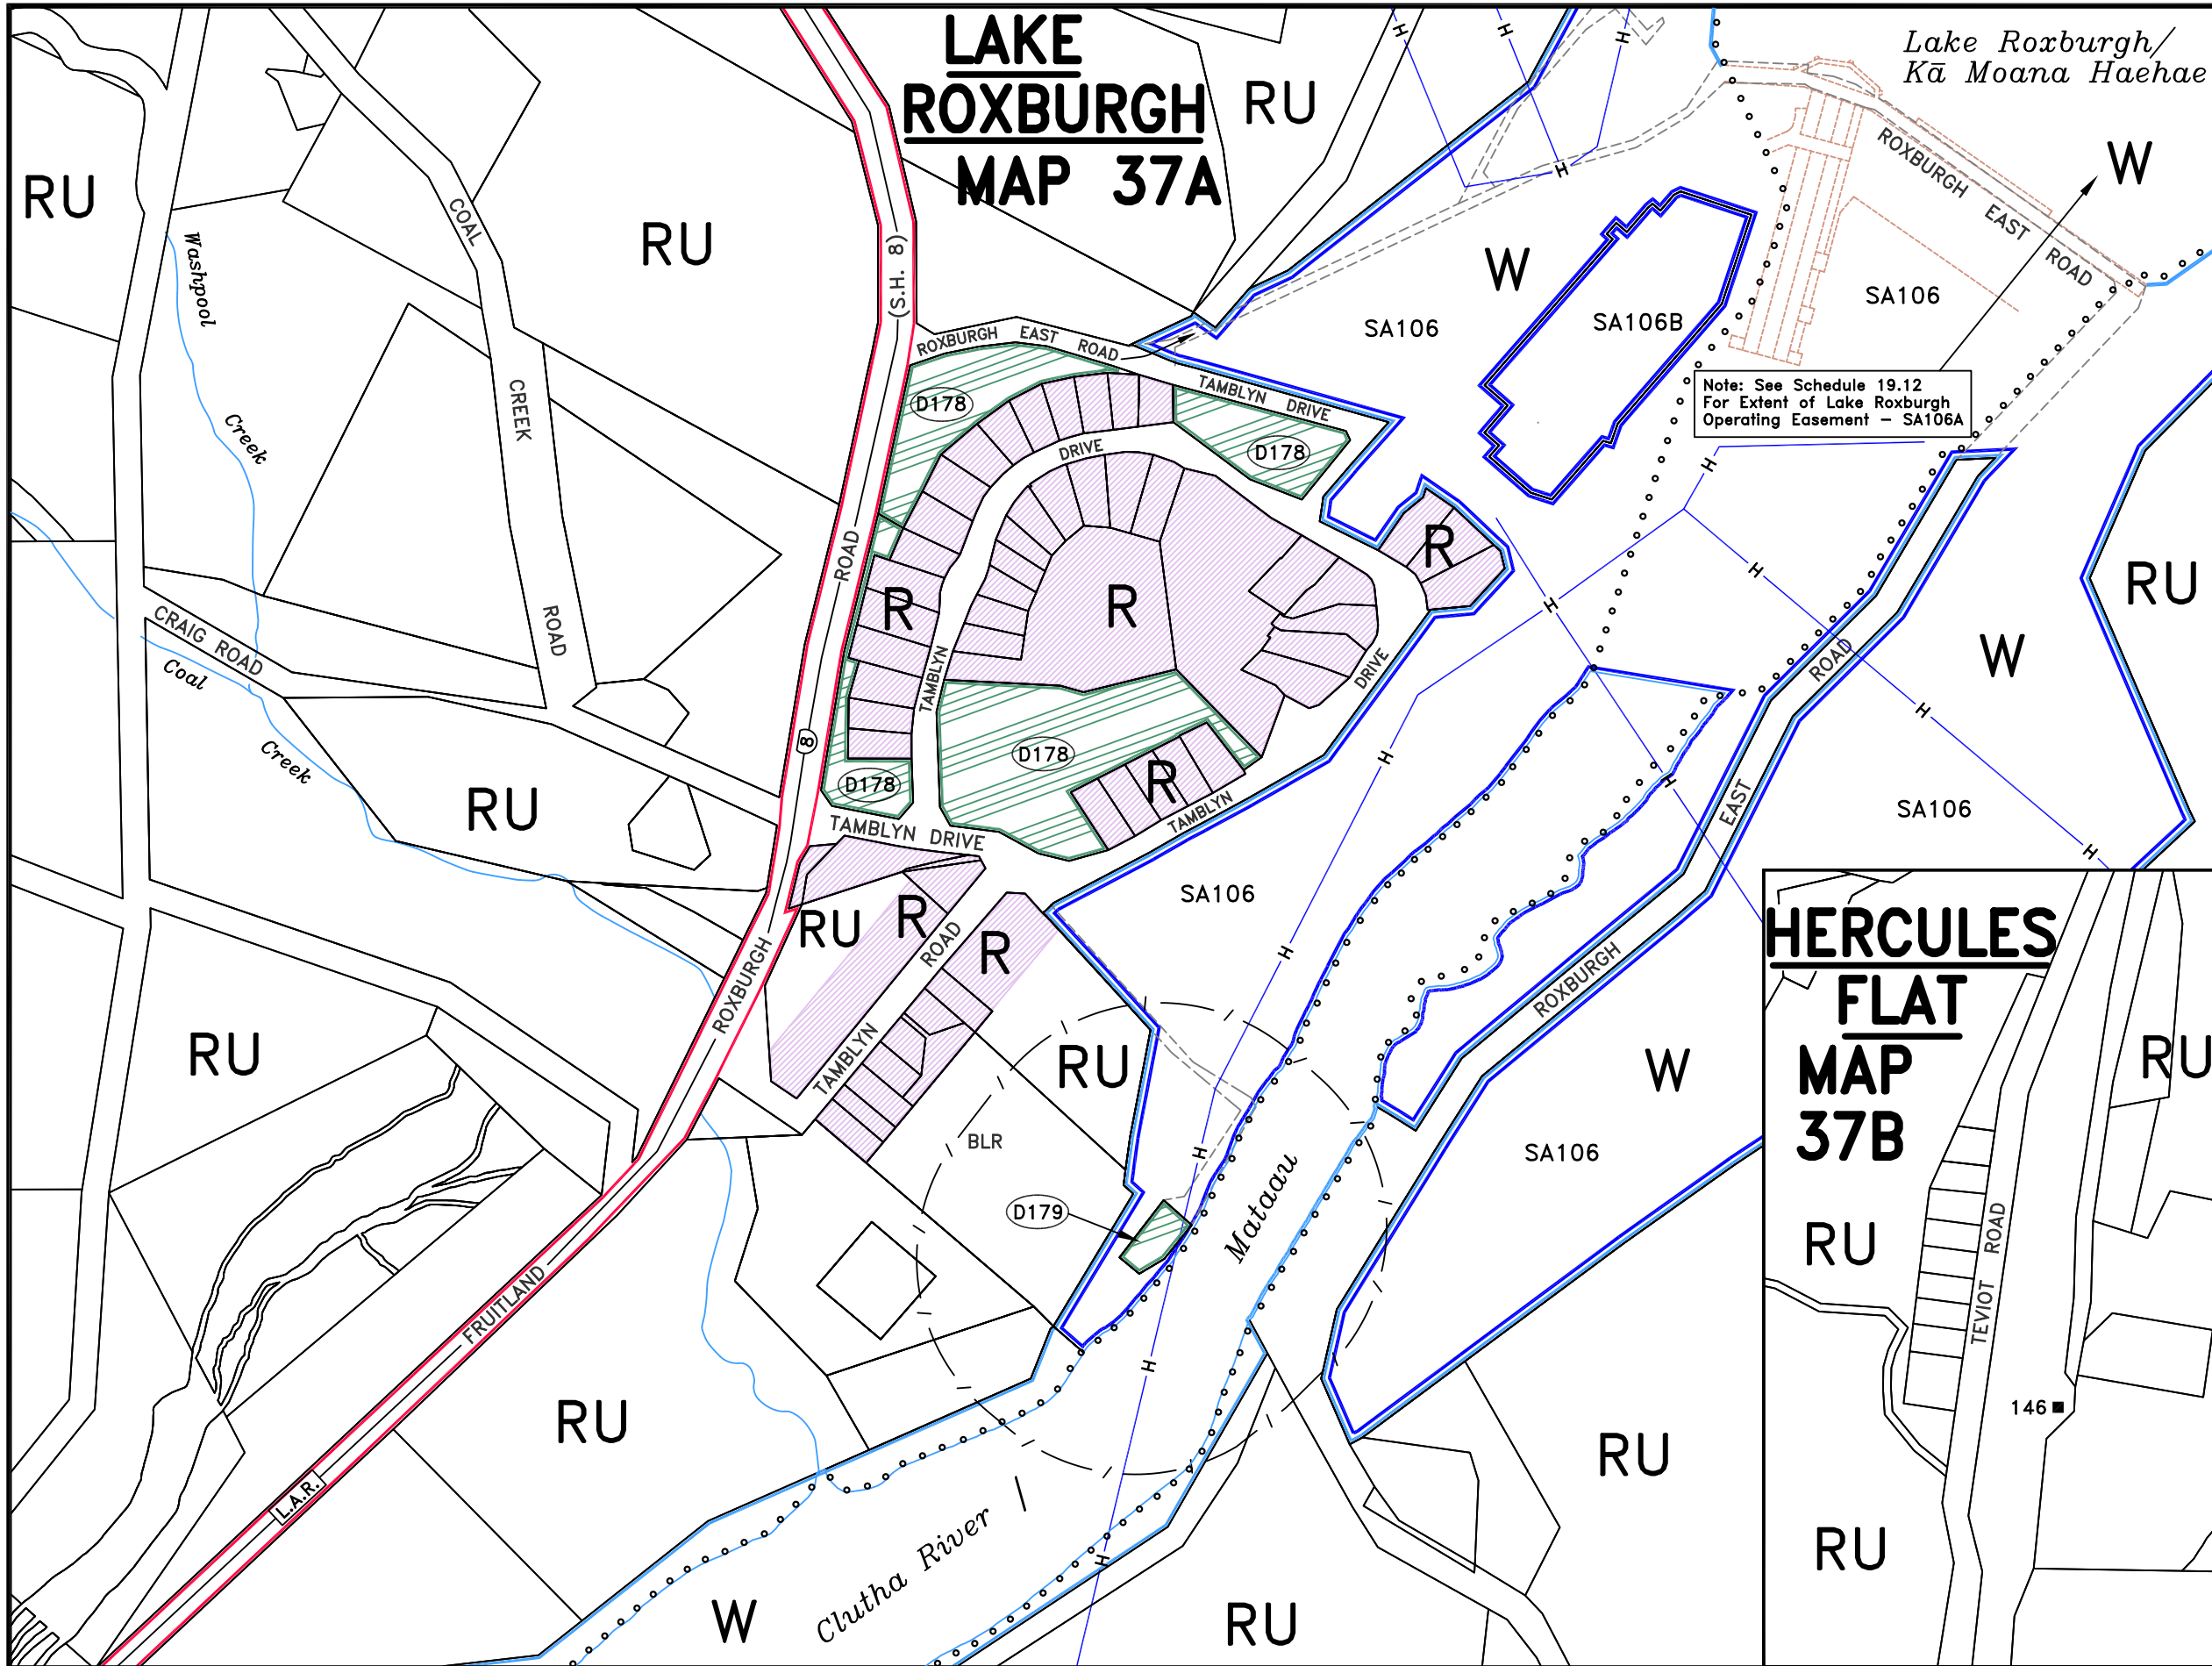 LAKE
ROXBURGH
MAP 37A
Lake Roxburgh/
Kā Moana Haehae
RU
RU
RU
W
W
ROXBURGH EAST ROAD
COAL
CREEK
ROAD
Washpool
Creek
(S.H. 8)
H
H
H
H
SA106
SA106B
SA106
Note: See Schedule 19.12
For Extent of Lake Roxburgh
Operating Easement – SA106A
ROXBURGH EAST ROAD
TAMBLYN DRIVE
D178
D178
DRIVE
H
R
R
R
ROAD
H
H
RU
CRAIG ROAD
Coal
Creek
TAMBLYN
DRIVE
W
ROAD
H
8
D178
D178
R
H
H
EAST
SA106
RU
TAMBLYN DRIVE
TAMBLYN
H
SA106
RU
R
R
ROAD
H
ROXBURGH
ROXBURGH
HERCULES
FLAT
MAP
37B
RU
RU
TAMBLYN
RU
W
RU
BLR
H
SA106
D179
Mataau
RU
TEVIOT ROAD
FRUITLAND
H
146
RU
RU
L.A.R.
RU
Clutha River /
H
W
RU